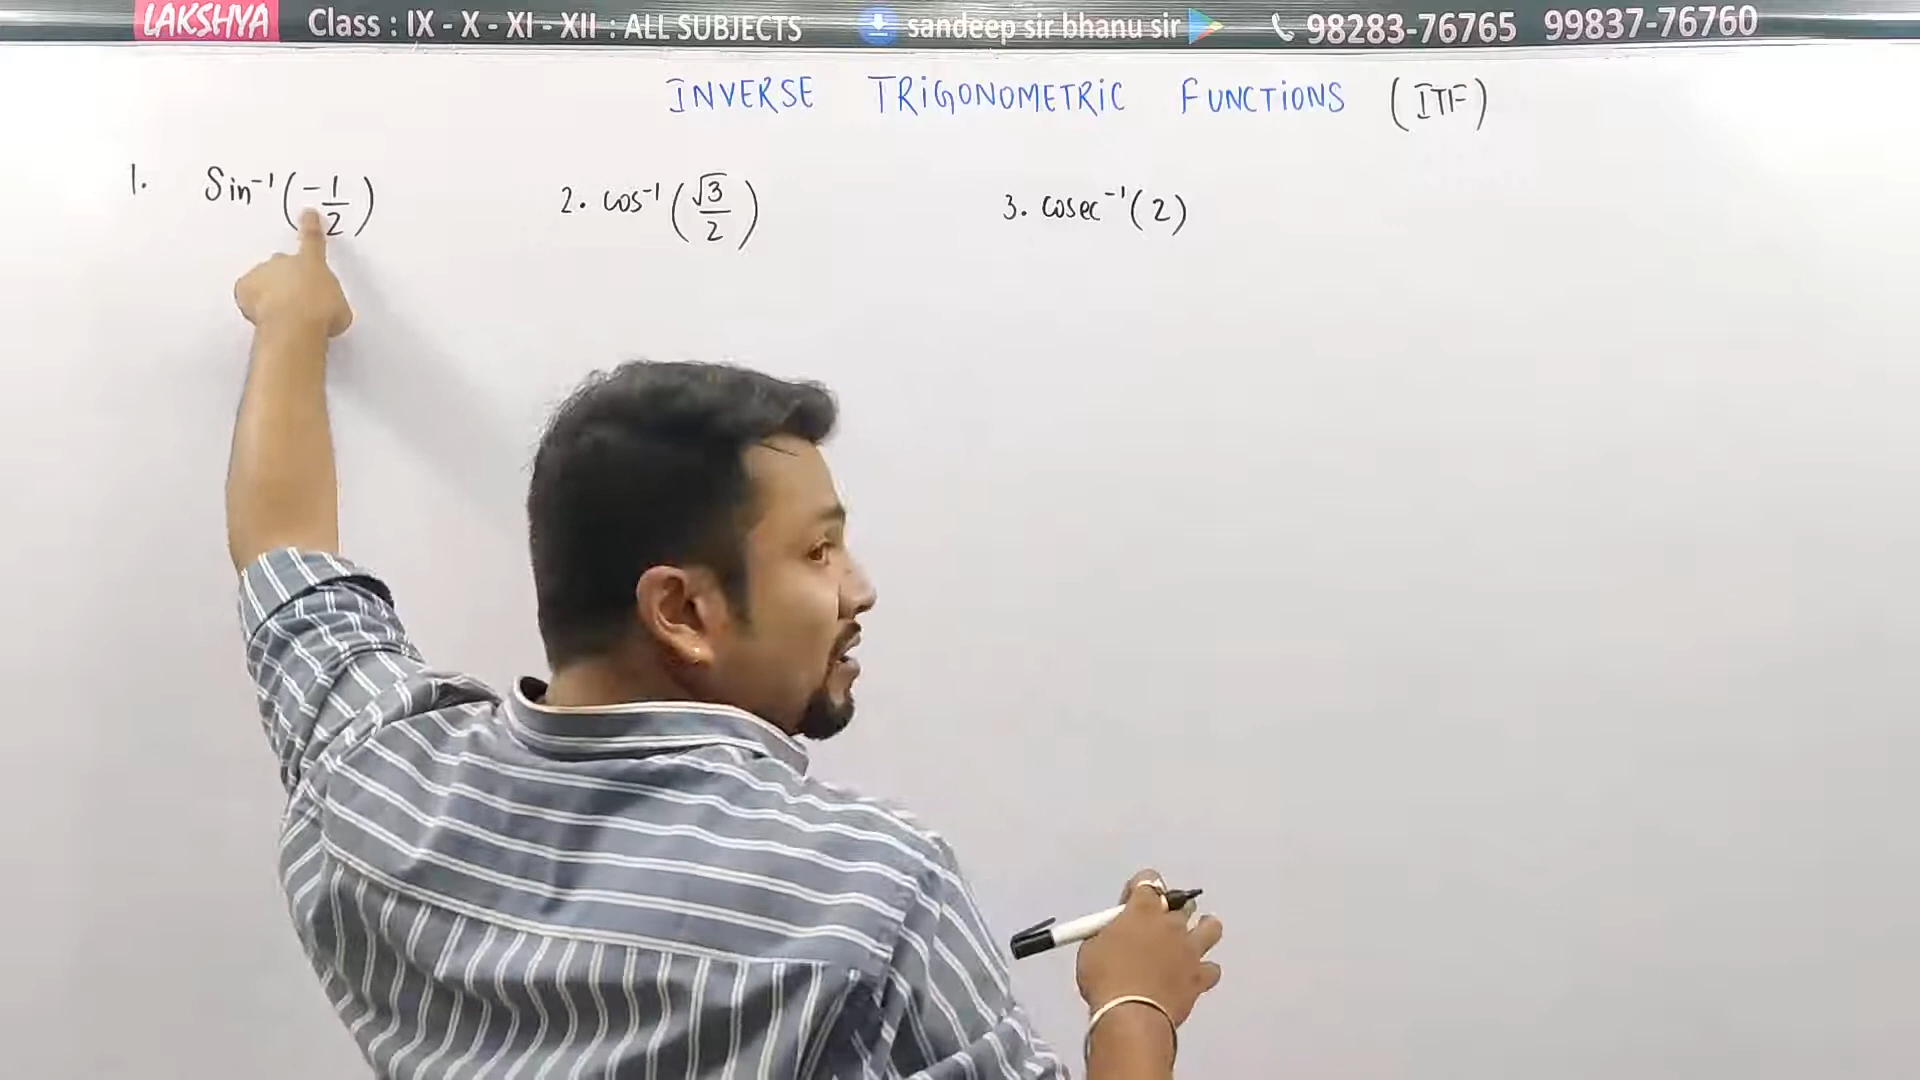 LAKSHYA Class : IX - X - XI - XII : ALL SUBJECTS sandeep sir bhanu sir 98283-76765 99837-76760
INVERSE TRIGONOMETRIC FUNCTIONS (ITF)
1. Sin⁻¹(-1/2) 2. cos⁻¹(√3/2) 3. cosec⁻¹(2)